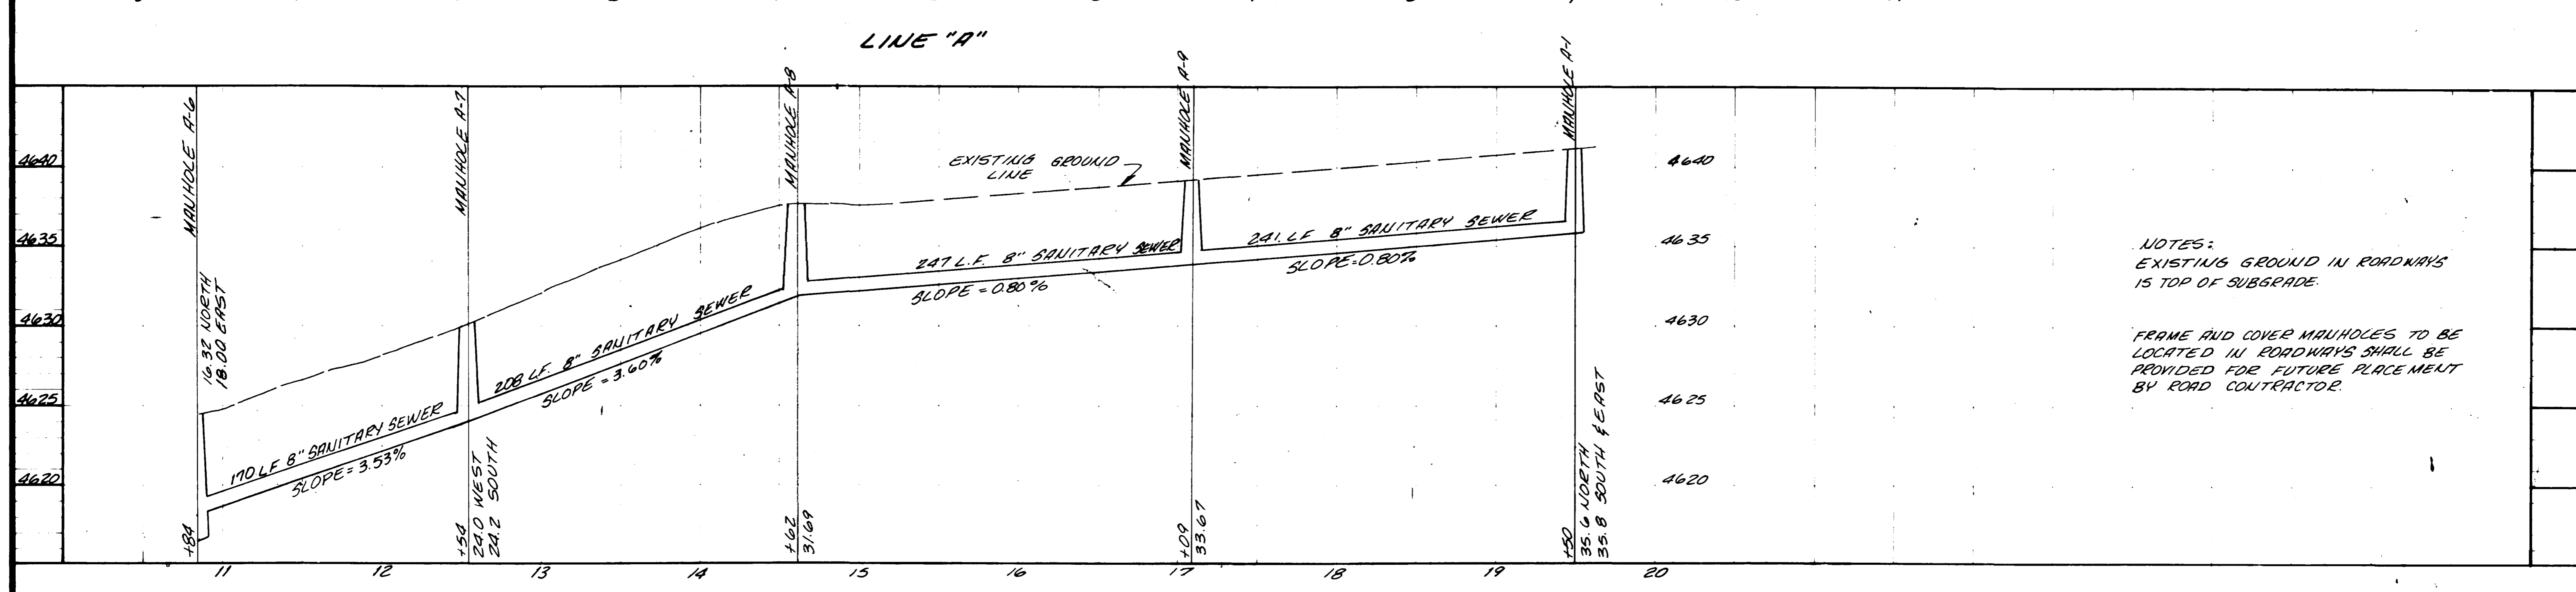 LINE "A"
MANHOLE A-6
MANHOLE A-7
MANHOLE A-8
MANHOLE A-9
MANHOLE A-1
4640
4635
4630
4625
4620
EXISTING GROUND
LINE
16.32 NORTH
18.00 EAST
170 LF 8" SANITARY SEWER
SLOPE = 3.53%
208 LF. 8" SANITARY SEWER
SLOPE = 3.60%
247 L.F. 8" SANITARY SEWER
SLOPE = 0.80%
241. LF 8" SANITARY SEWER
SLOPE=0.80%
4640
4635
4630
4625
4620
+84
+54
24.0 WEST
24.2 SOUTH
+62
31.69
+09
33.67
+50
35.6 NORTH
35.8 SOUTH & EAST
11 12 13 14 15 16 17 18 19 20
NOTES:
EXISTING GROUND IN ROADWAYS
IS TOP OF SUBGRADE.
FRAME AND COVER MANHOLES TO BE
LOCATED IN ROADWAYS SHALL BE
PROVIDED FOR FUTURE PLACEMENT
BY ROAD CONTRACTOR.